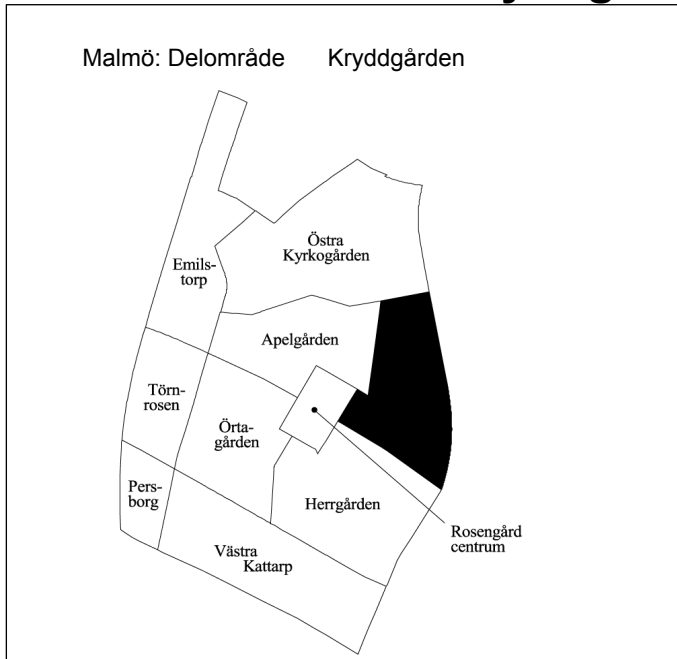 Malmö: Delområde Kryddgården
Östra
Kyrkogården
Emils-
torp
Apelgården
Törn-
rosen
Örta-
gården
Pers-
borg
Herrgården
Rosengård
centrum
Västra
Kattarp